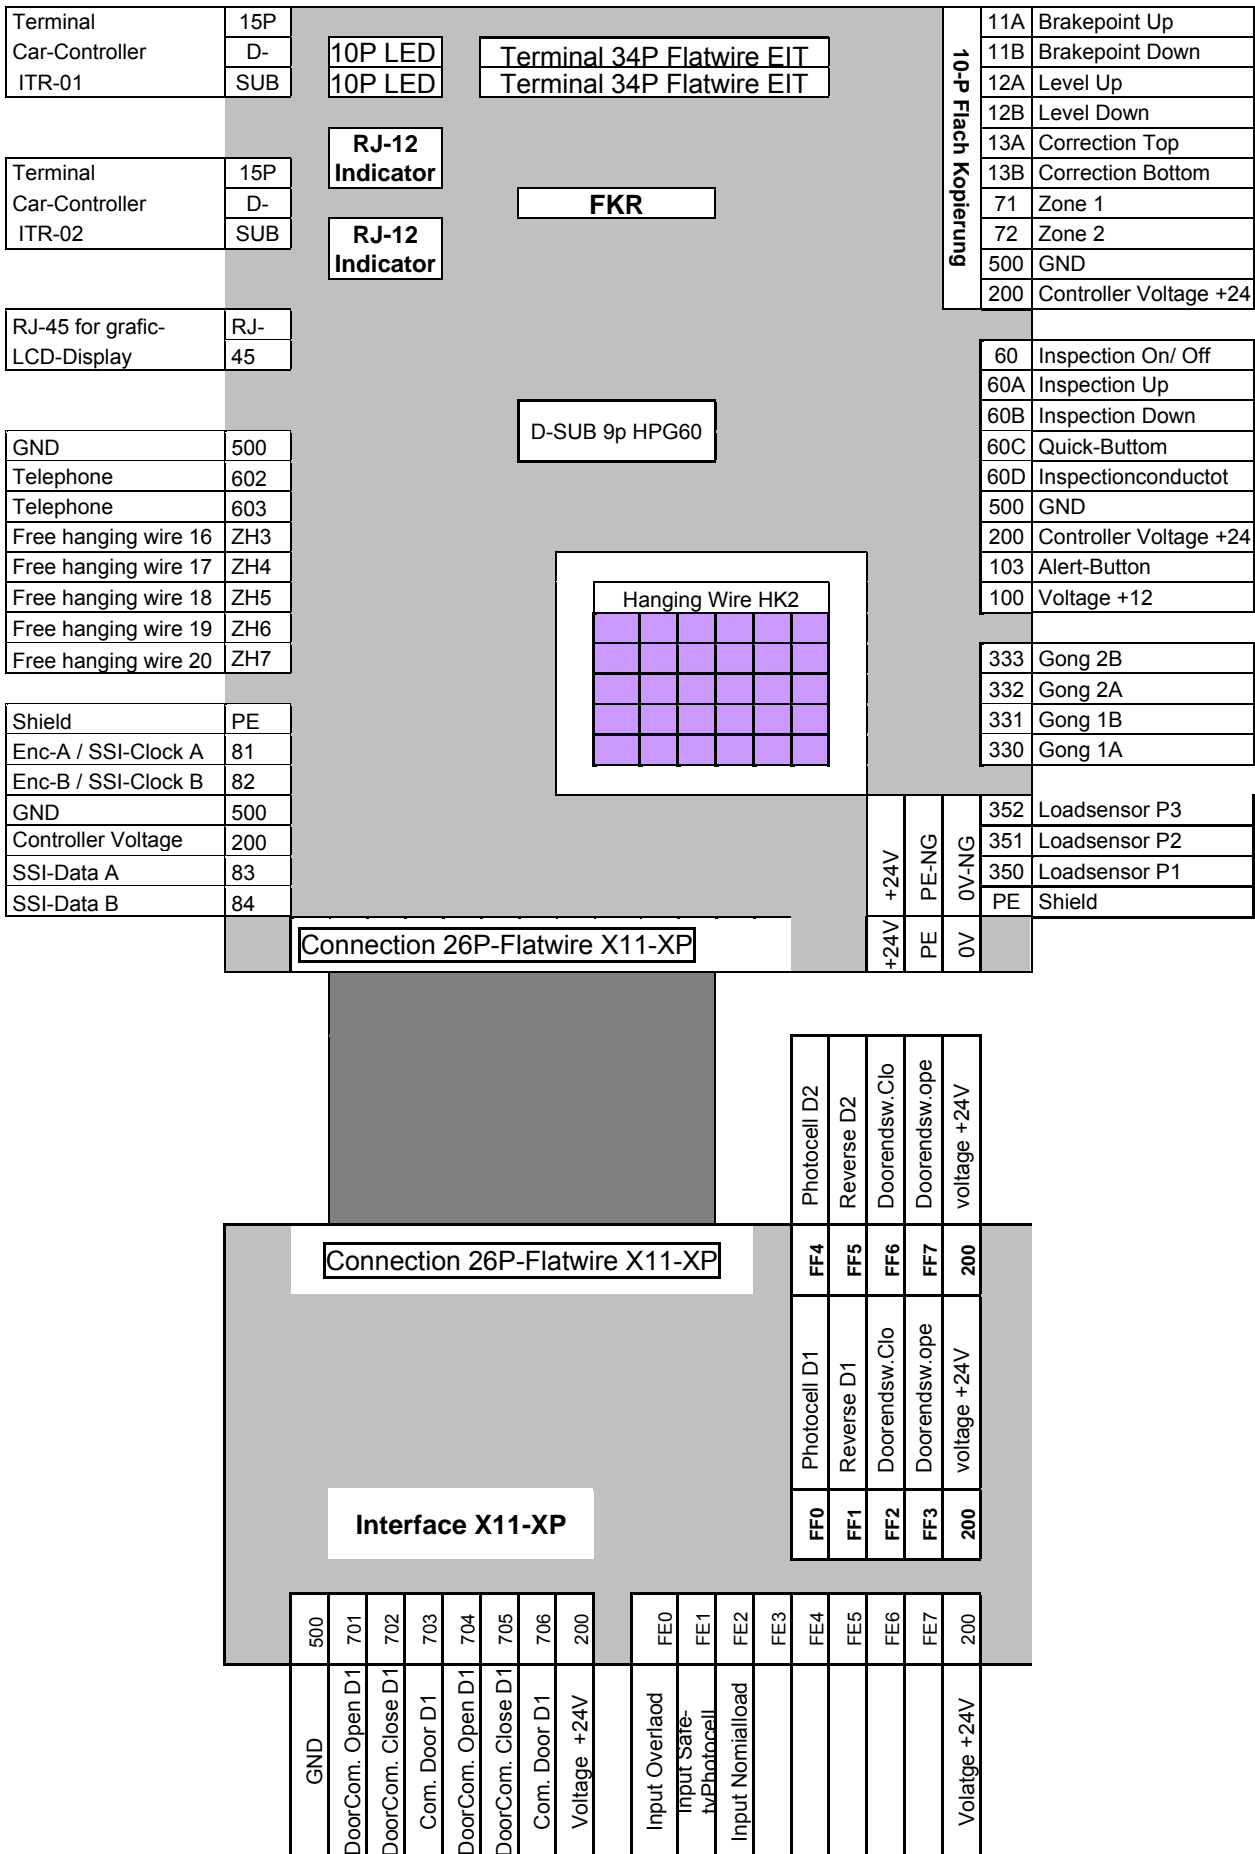 Terminal 15P
Car-Controller D-
ITR-01 SUB
10P LED
10P LED
Terminal 34P Flatwire EIT
Terminal 34P Flatwire EIT
RJ-12
Indicator
Terminal 15P
Car-Controller D-
ITR-02 SUB
RJ-12
Indicator
FKR
10-P Flach Kopierung
11A Brakepoint Up
11B Brakepoint Down
12A Level Up
12B Level Down
13A Correction Top
13B Correction Bottom
71 Zone 1
72 Zone 2
500 GND
200 Controller Voltage +24
RJ-45 for grafic- RJ-
LCD-Display 45
D-SUB 9p HPG60
60 Inspection On/ Off
60A Inspection Up
60B Inspection Down
60C Quick-Buttom
60D Inspectionconductot
500 GND
200 Controller Voltage +24
103 Alert-Button
100 Voltage +12
GND 500
Telephone 602
Telephone 603
Free hanging wire 16 ZH3
Free hanging wire 17 ZH4
Free hanging wire 18 ZH5
Free hanging wire 19 ZH6
Free hanging wire 20 ZH7
Hanging Wire HK2
333 Gong 2B
332 Gong 2A
331 Gong 1B
330 Gong 1A
Shield PE
Enc-A / SSI-Clock A 81
Enc-B / SSI-Clock B 82
GND 500
Controller Voltage 200
SSI-Data A 83
SSI-Data B 84
352 Loadsensor P3
351 Loadsensor P2
350 Loadsensor P1
PE Shield
+24V
PE-NG
0V-NG
+24V
PE
0V
Connection 26P-Flatwire X11-XP
Photocell D2
Reverse D2
Doorendsw.Clo
Doorendsw.ope
voltage +24V
FF4
FF5
FF6
FF7
200
Connection 26P-Flatwire X11-XP
Photocell D1
Reverse D1
Doorendsw.Clo
Doorendsw.ope
voltage +24V
FF0
FF1
FF2
FF3
200
Interface X11-XP
500
701
702
703
704
705
706
200
FE0
FE1
FE2
FE3
FE4
FE5
FE6
FE7
200
GND
DoorCom. Open D1
DoorCom. Close D1
Com. Door D1
DoorCom. Open D1
DoorCom. Close D1
Com. Door D1
Voltage +24V
Input Overlaod
Input Safe-
tyPhotocell
Input Nomialload
Volatge +24V